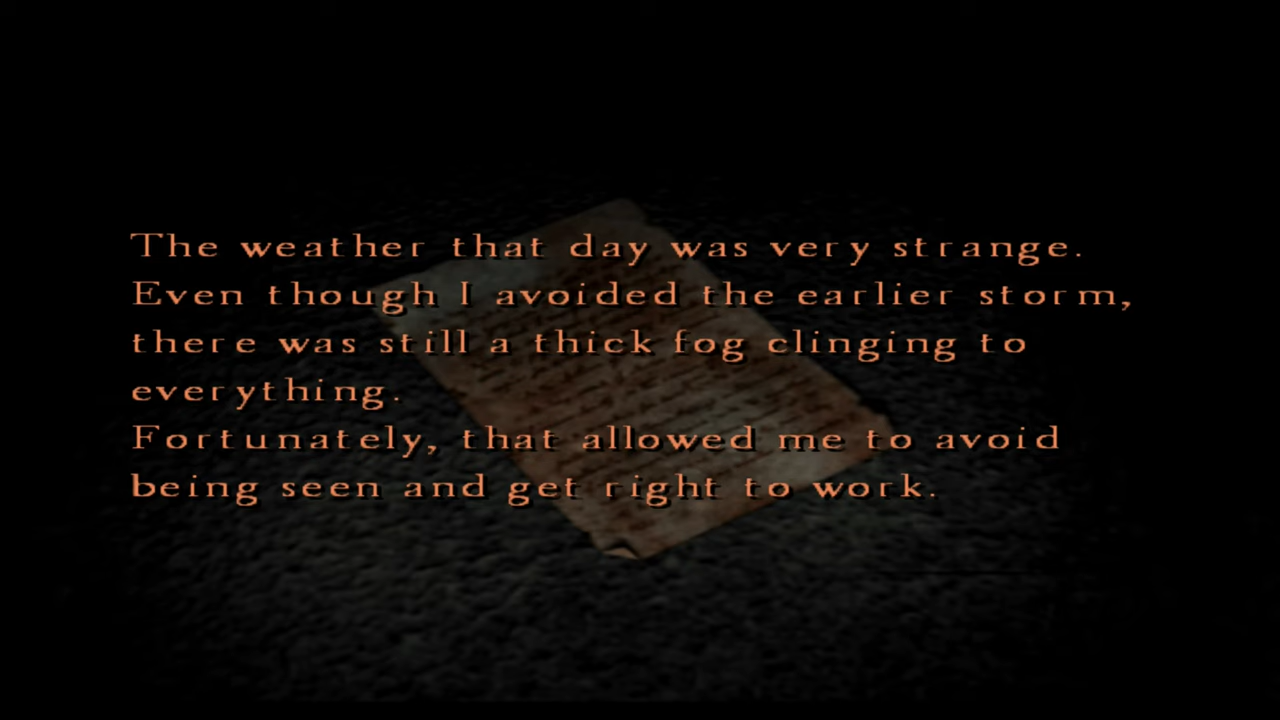 The weather that day was very strange.
Even though I avoided the earlier storm,
there was still a thick fog clinging to
everything.
Fortunately, that allowed me to avoid
being seen and get right to work.